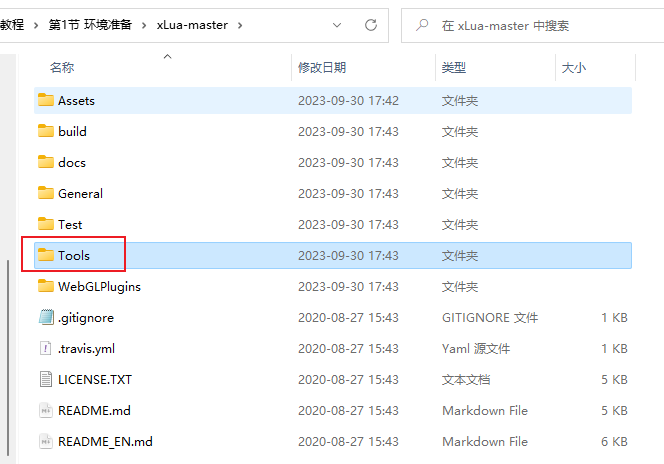 教程 › 第1节 环境准备 › xLua-master ›
在 xLua-master 中搜索
名称 修改日期 类型 大小
Assets 2023-09-30 17:42 文件夹
build 2023-09-30 17:43 文件夹
docs 2023-09-30 17:43 文件夹
General 2023-09-30 17:43 文件夹
Test 2023-09-30 17:43 文件夹
Tools 2023-09-30 17:43 文件夹
WebGLPlugins 2023-09-30 17:43 文件夹
.gitignore 2020-08-27 15:43 GITIGNORE 文件 1 KB
.travis.yml 2020-08-27 15:43 Yaml 源文件 1 KB
LICENSE.TXT 2020-08-27 15:43 文本文档 5 KB
README.md 2020-08-27 15:43 Markdown File 5 KB
README_EN.md 2020-08-27 15:43 Markdown File 6 KB